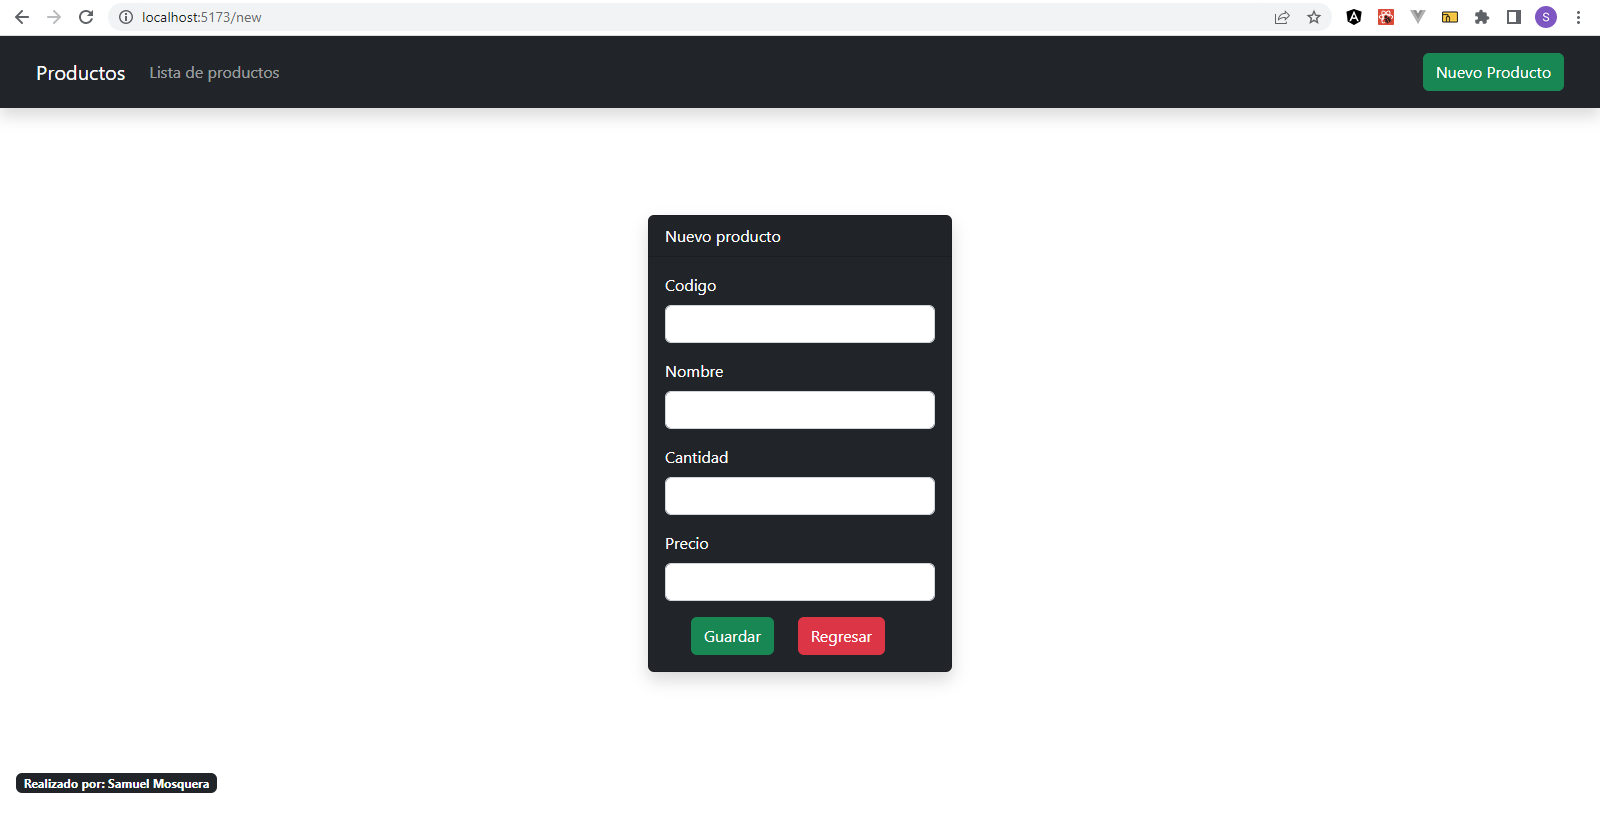 localhost:5173/new
S
Productos Lista de productos Nuevo Producto
Nuevo producto
Codigo
Nombre
Cantidad
Precio
Guardar Regresar
Realizado por: Samuel Mosquera